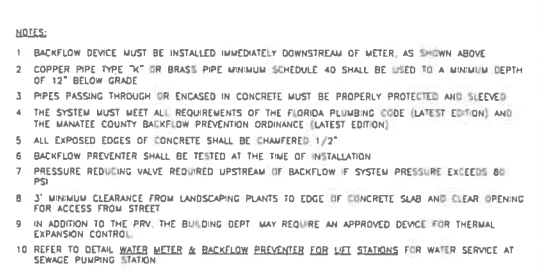 NOTES:
1 BACKFLOW DEVICE MUST BE INSTALLED IMMEDIATELY DOWNSTREAM OF METER, AS SHOWN ABOVE
2 COPPER PIPE TYPE "K" OR BRASS PIPE MINIMUM SCHEDULE 40 SHALL BE USED TO A MINIMUM DEPTH
OF 12" BELOW GRADE
3 PIPES PASSING THROUGH OR ENCASED IN CONCRETE MUST BE PROPERLY PROTECTED AND SLEEVED
4 THE SYSTEM MUST MEET ALL REQUIREMENTS OF THE FLORIDA PLUMBING CODE (LATEST EDITION) AND
THE MANATEE COUNTY BACKFLOW PREVENTION ORDINANCE (LATEST EDITION)
5 ALL EXPOSED EDGES OF CONCRETE SHALL BE CHAMFERED 1/2"
6 BACKFLOW PREVENTER SHALL BE TESTED AT THE TIME OF INSTALLATION
7 PRESSURE REDUCING VALVE REQUIRED UPSTREAM OF BACKFLOW IF SYSTEM PRESSURE EXCEEDS 80
PSI
8 3' MINIMUM CLEARANCE FROM LANDSCAPING PLANTS TO EDGE OF CONCRETE SLAB AND CLEAR OPENING
FOR ACCESS FROM STREET
9 IN ADDITION TO THE PRV, THE BUILDING DEPT MAY REQUIRE AN APPROVED DEVICE FOR THERMAL
EXPANSION CONTROL
10 REFER TO DETAIL WATER METER & BACKFLOW PREVENTER FOR LIFT STATIONS FOR WATER SERVICE AT
SEWAGE PUMPING STATION